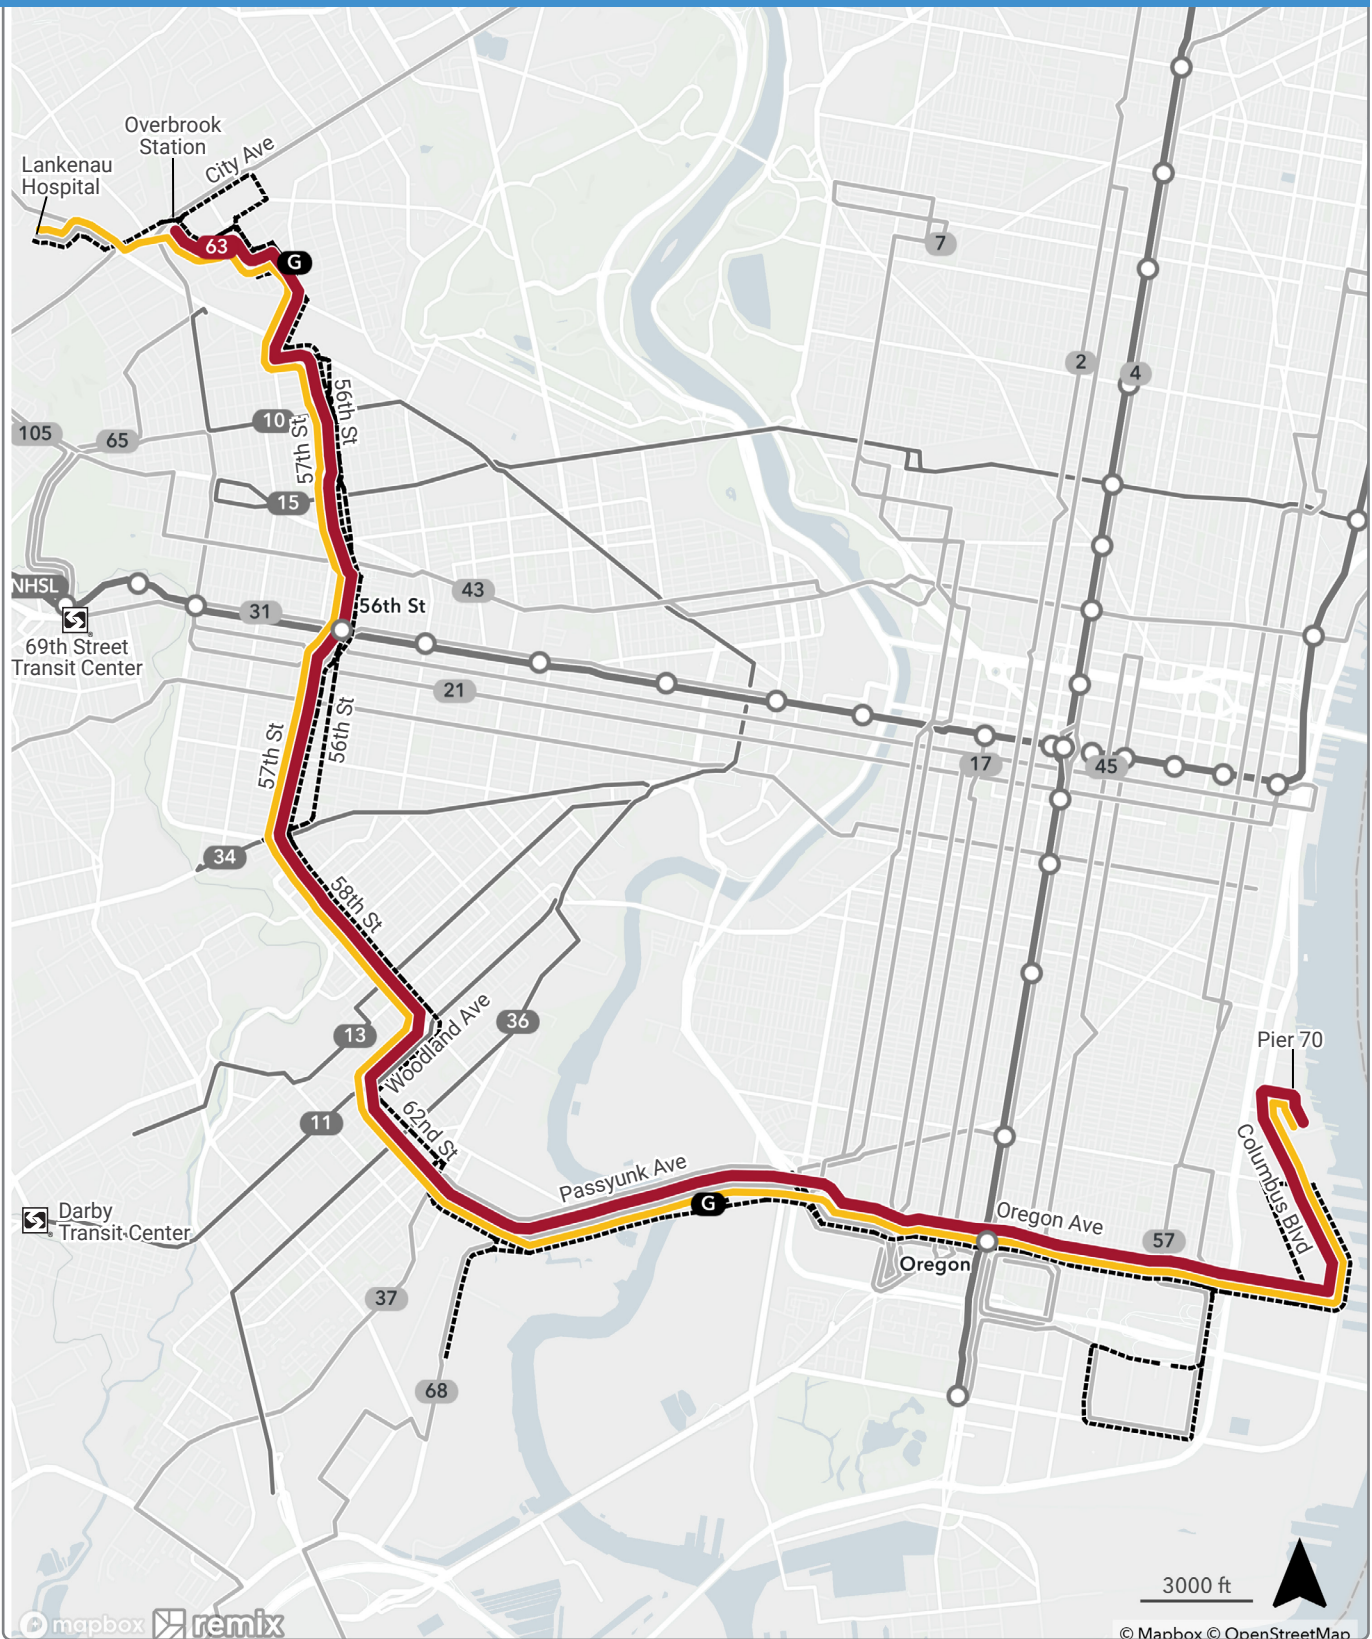 Overbrook
Station
City Ave
Lankenau
Hospital
63
G
7
2
4
56th St
10
57th St
105
65
15
NHSL
43
31
56th St
69th Street
Transit Center
21
56th St
57th St
17
45
34
58th St
13
36
Woodland Ave
Pier 70
11
62nd St
Columbus Blvd
Passyunk Ave
G
Darby
Transit Center
Oregon Ave
57
Oregon
37
68
3000 ft
mapbox
remix
© Mapbox © OpenStreetMap